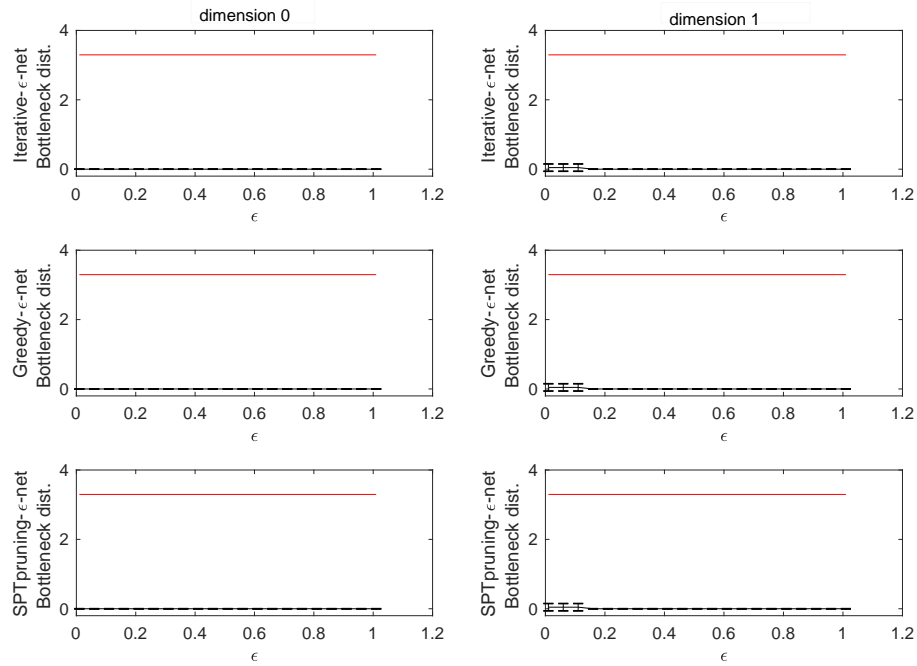 dimension 0
dimension 1
Iterative-ϵ-net
Bottleneck dist.
4
2
0
0 0.2 0.4 0.6 0.8 1 1.2
ϵ
Iterative-ϵ-net
Bottleneck dist.
4
2
0
0 0.2 0.4 0.6 0.8 1 1.2
ϵ
Greedy-ϵ-net
Bottleneck dist.
4
2
0
0 0.2 0.4 0.6 0.8 1 1.2
ϵ
Greedy-ϵ-net
Bottleneck dist.
4
2
0
0 0.2 0.4 0.6 0.8 1 1.2
ϵ
SPTpruning-ϵ-net
Bottleneck dist.
4
2
0
0 0.2 0.4 0.6 0.8 1 1.2
ϵ
SPTpruning-ϵ-net
Bottleneck dist.
4
2
0
0 0.2 0.4 0.6 0.8 1 1.2
ϵ